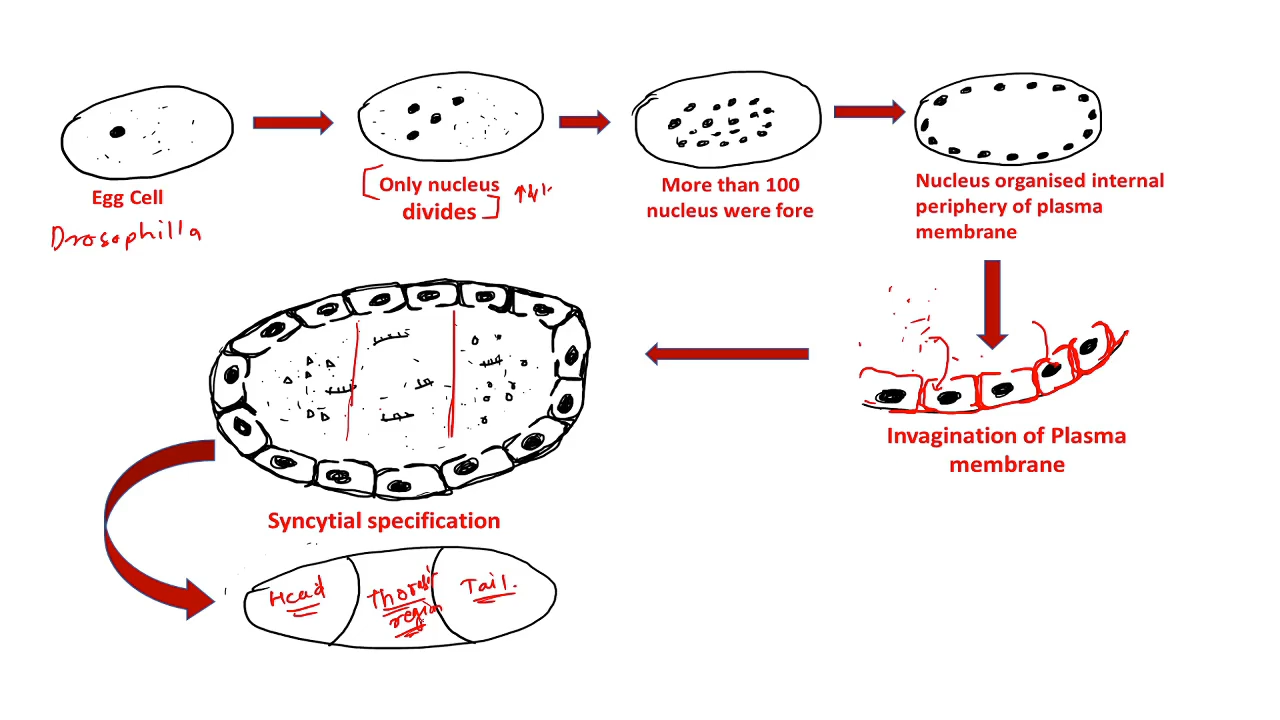 Egg Cell
Drosophilla
Only nucleus
divides
More than 100
nucleus were fore
Nucleus organised internal
periphery of plasma
membrane
Invagination of Plasma
membrane
Syncytial specification
Head
region
Tail.